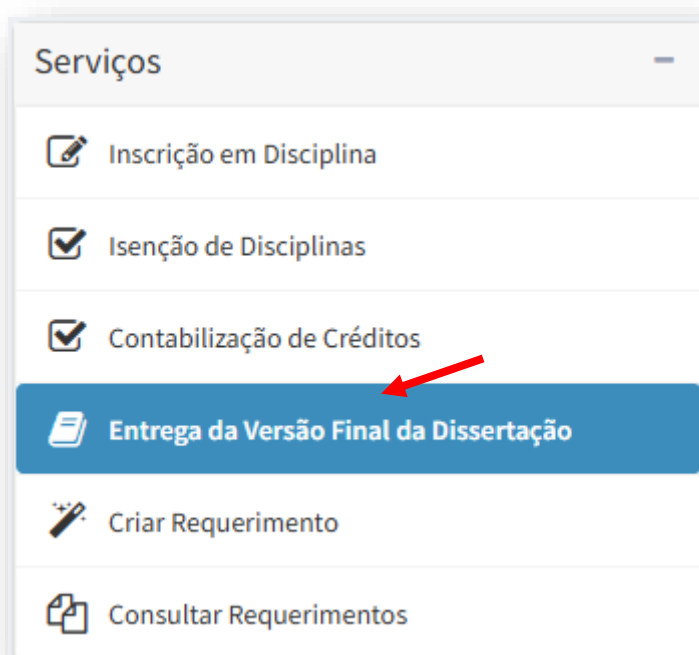 Serviços
Inscrição em Disciplina
Isenção de Disciplinas
Contabilização de Créditos
Entrega da Versão Final da Dissertação
Criar Requerimento
Consultar Requerimentos